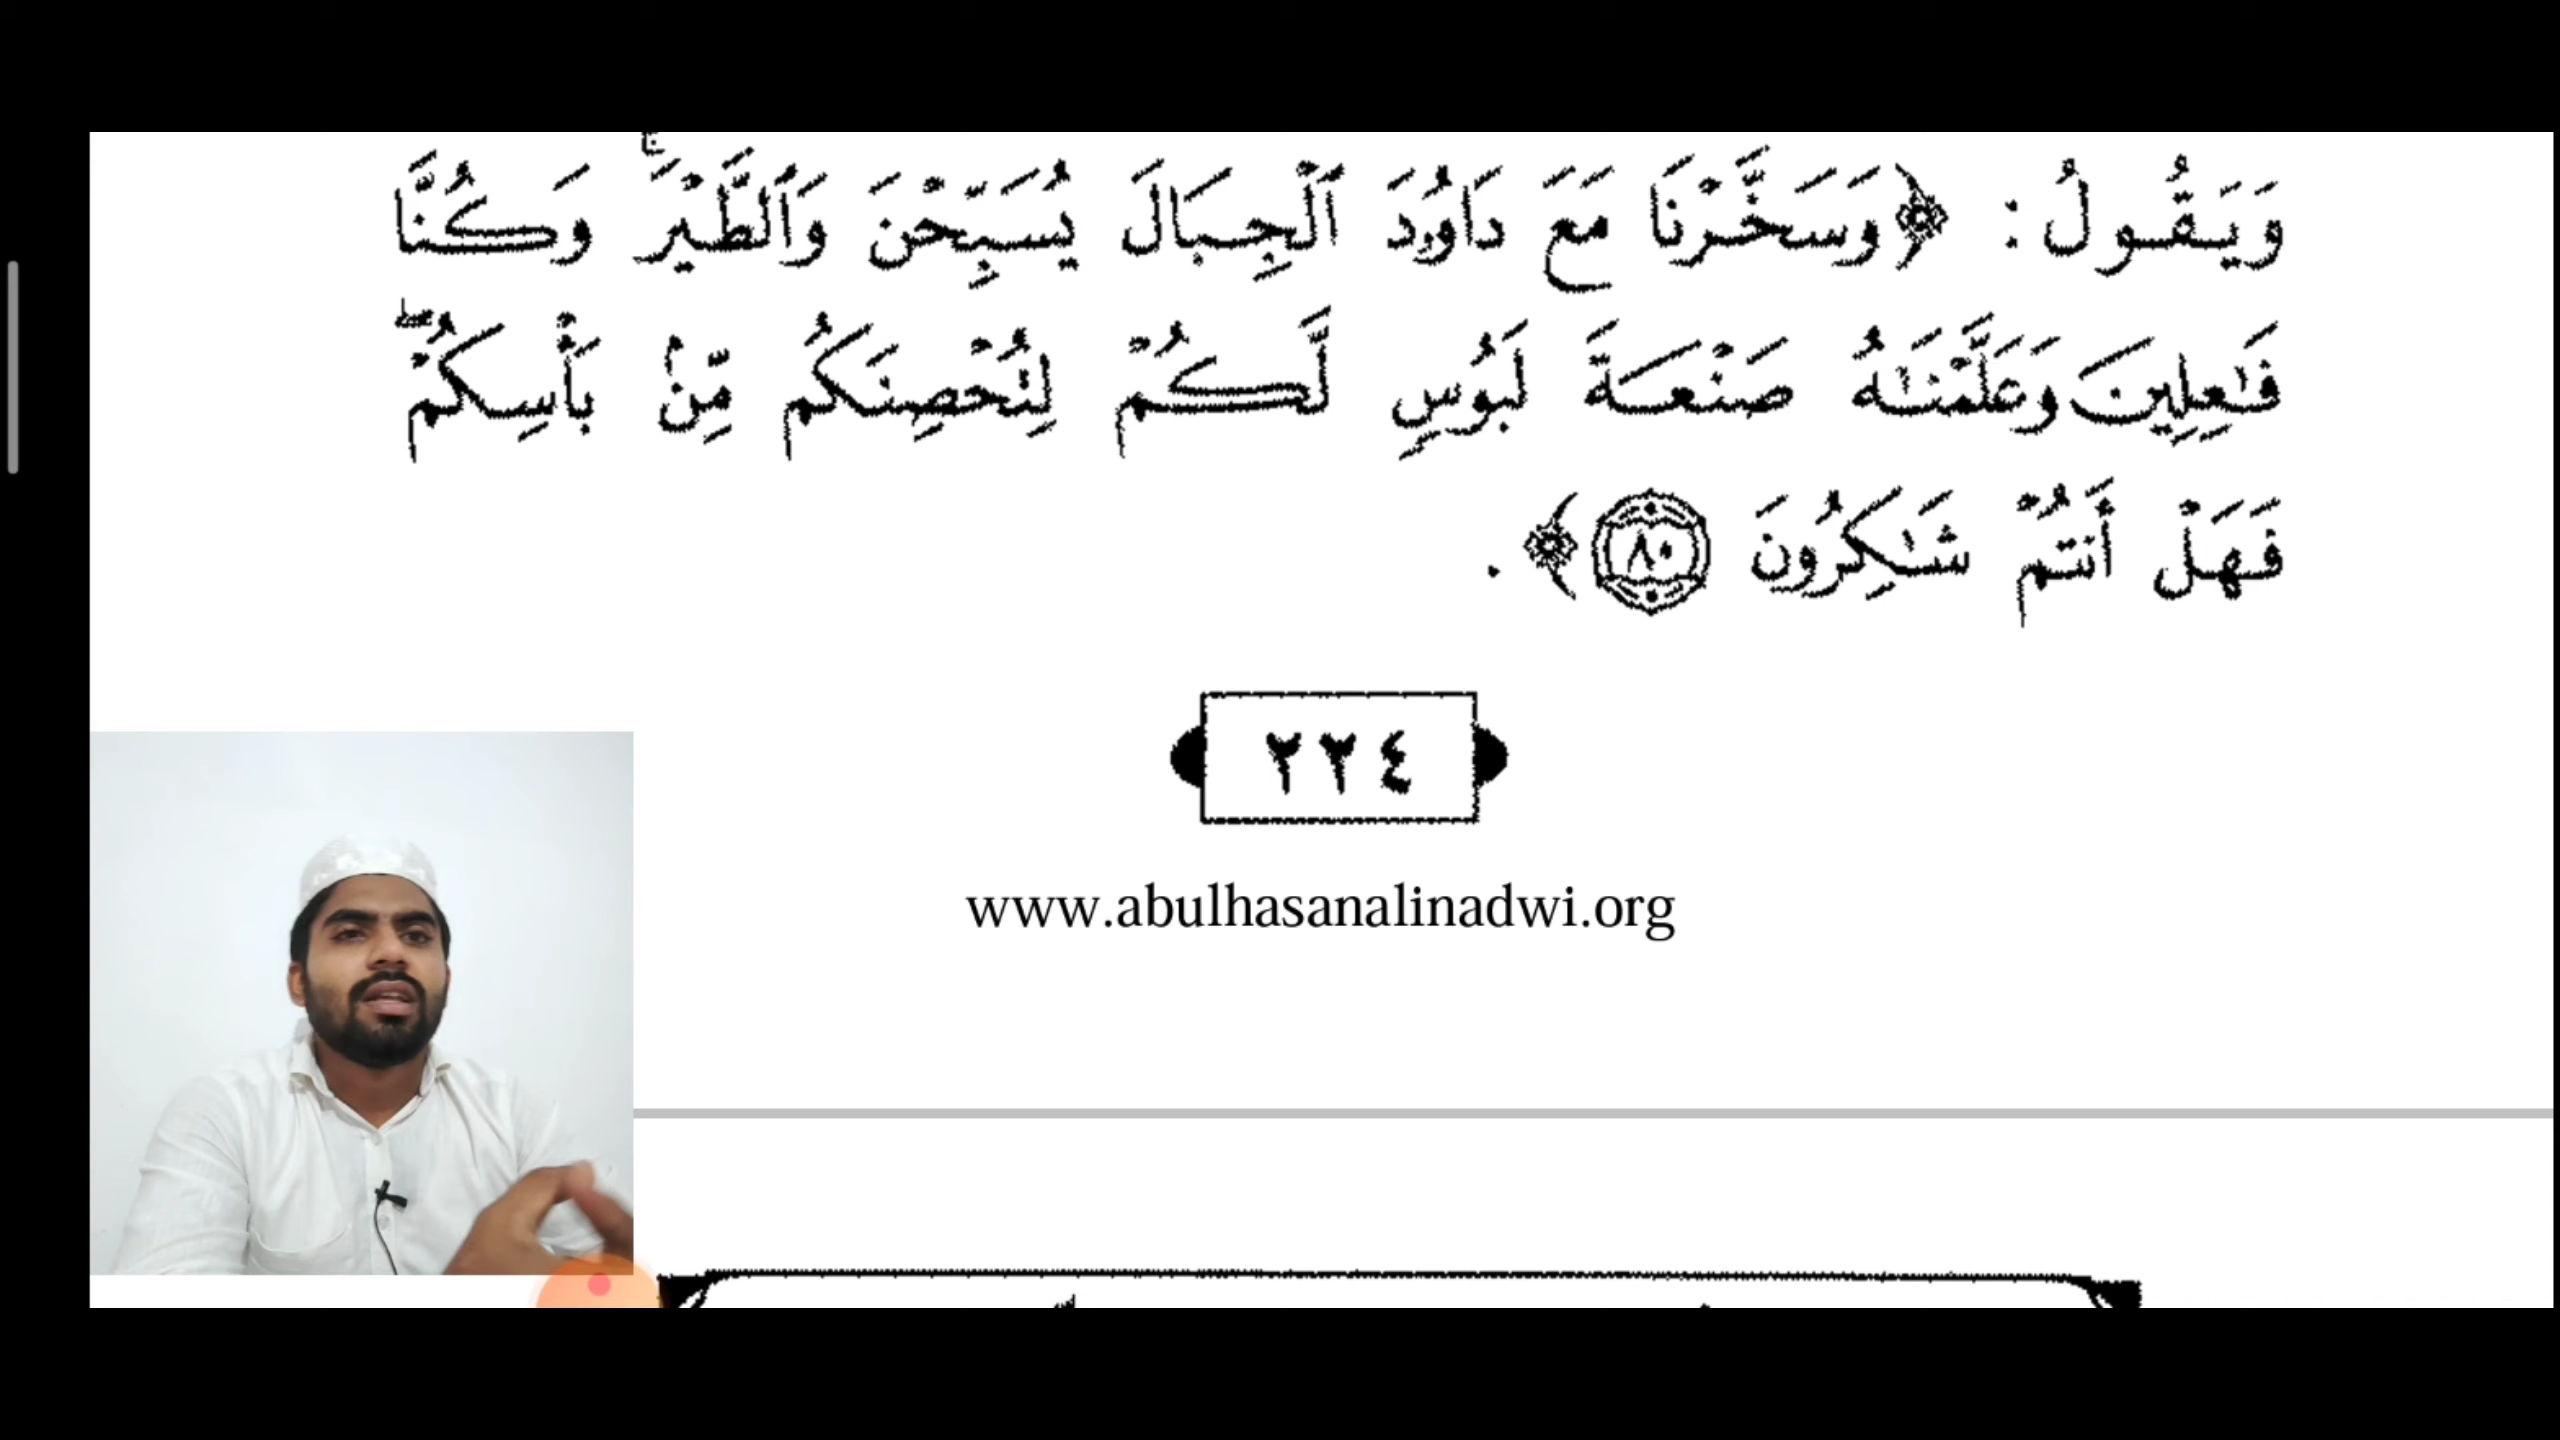 وَيَقُولُ: ﴿وَسَخَّرْنَا مَعَ دَاوُۥدَ ٱلْجِبَالَ يُسَبِّحْنَ وَٱلطَّيْرَ ۚ وَكُنَّا
فَٰعِلِينَ وَعَلَّمْنَٰهُ صَنْعَةَ لَبُوسٍ لَّكُمْ لِتُحْصِنَكُم مِّنۢ بَأْسِكُمْ ۖ
فَهَلْ أَنتُمْ شَٰكِرُونَ ٨٠﴾.
٢٢٤
www.abulhasanalinadwi.org